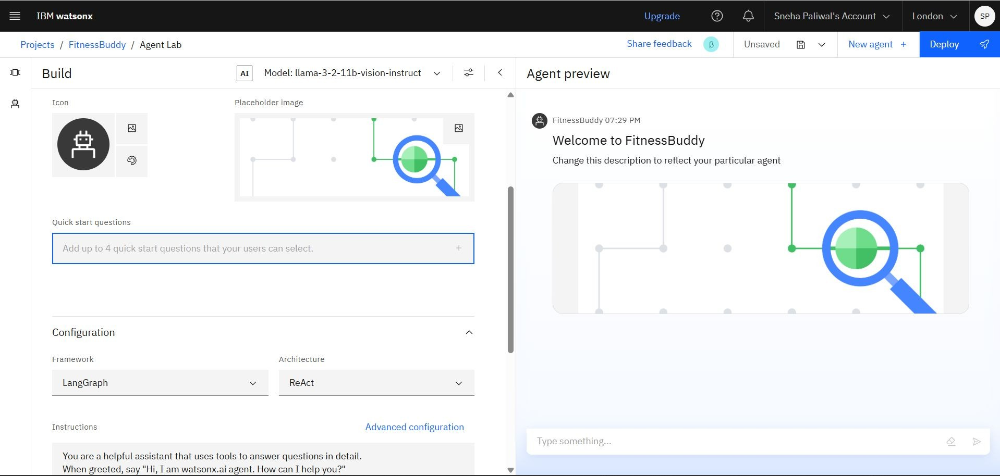 IBM watsonx
Upgrade
Sneha Paliwal's Account
London
SP
Projects / FitnessBuddy / Agent Lab
Share feedback
β
Unsaved
New agent +
Deploy
Build
AI
Model: llama-3-2-11b-vision-instruct
Icon
Placeholder image
Quick start questions
Add up to 4 quick start questions that your users can select.
Configuration
Framework
Architecture
LangGraph
ReAct
Instructions
Advanced configuration
You are a helpful assistant that uses tools to answer questions in detail.
When greeted, say "Hi, I am watsonx.ai agent. How can I help you?"
Agent preview
FitnessBuddy 07:29 PM
Welcome to FitnessBuddy
Change this description to reflect your particular agent
Type something...